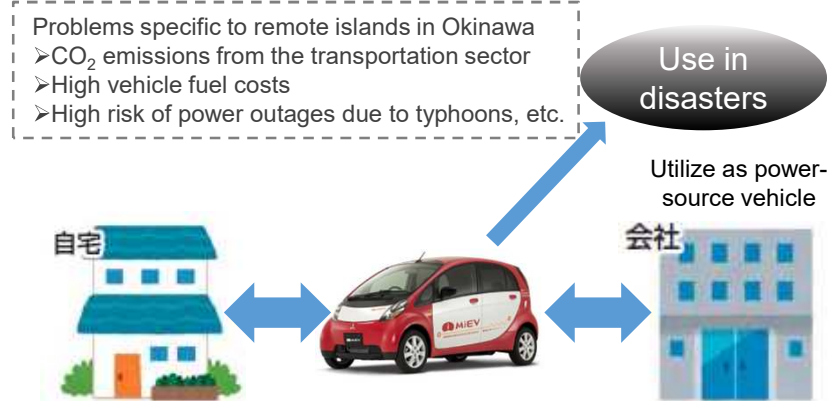 Problems specific to remote islands in Okinawa
➢CO₂ emissions from the transportation sector
➢High vehicle fuel costs
➢High risk of power outages due to typhoons, etc.
Use in
disasters
Utilize as power-
source vehicle
自宅
会社
MiEV